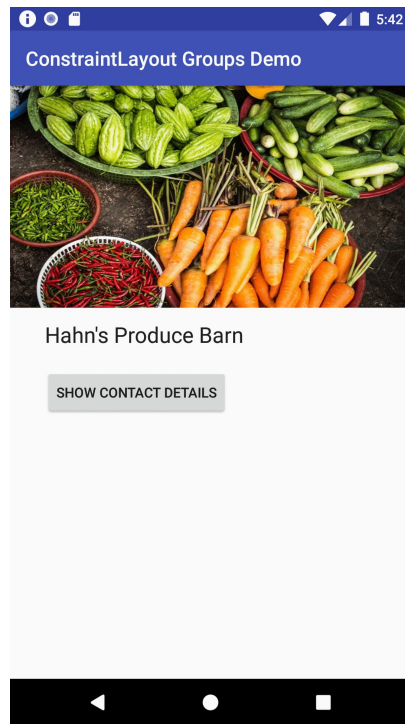 5:42
ConstraintLayout Groups Demo
Hahn's Produce Barn
SHOW CONTACT DETAILS